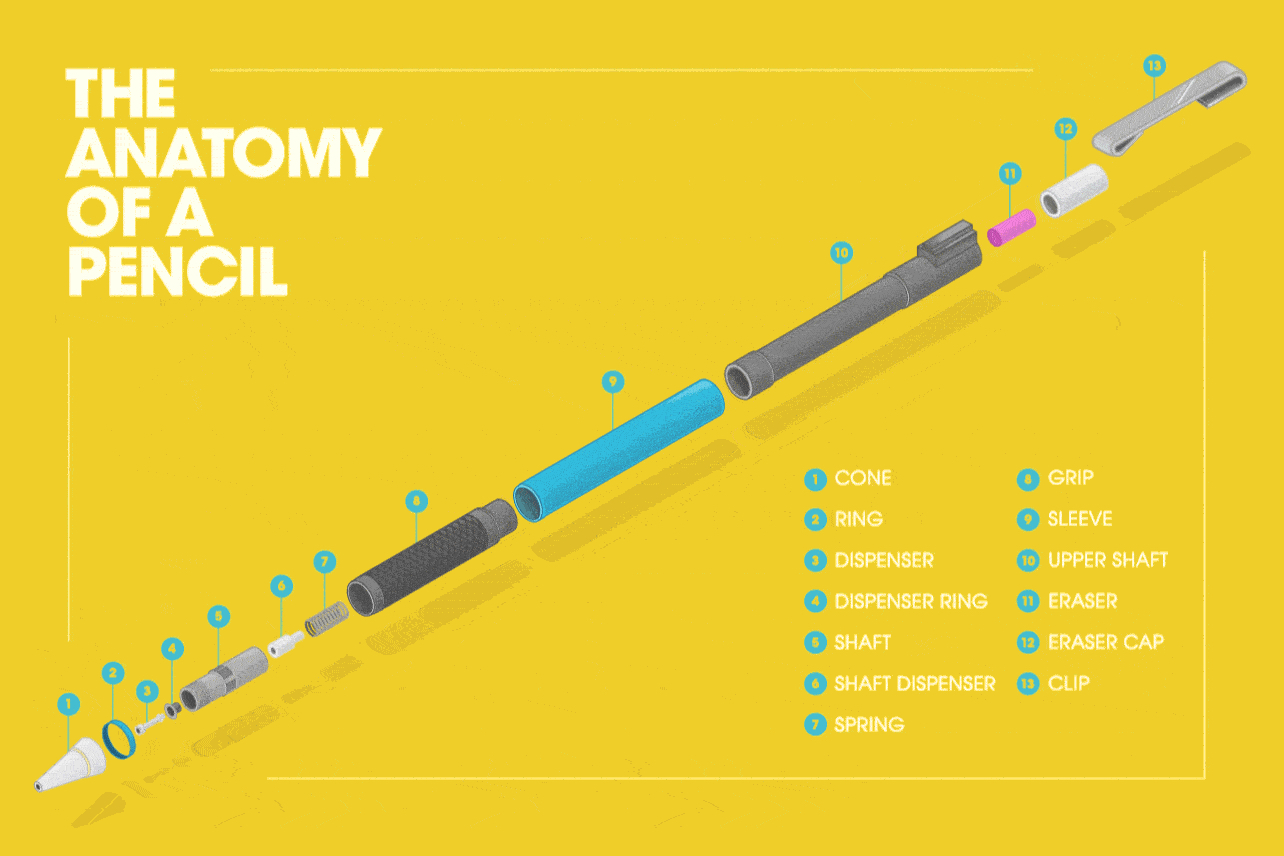 THE
ANATOMY
OF A
PENCIL
13
12
11
10
9
8
7
6
5
4
3
2
1
1 CONE
2 RING
3 DISPENSER
4 DISPENSER RING
5 SHAFT
6 SHAFT DISPENSER
7 SPRING
8 GRIP
9 SLEEVE
10 UPPER SHAFT
11 ERASER
12 ERASER CAP
13 CLIP